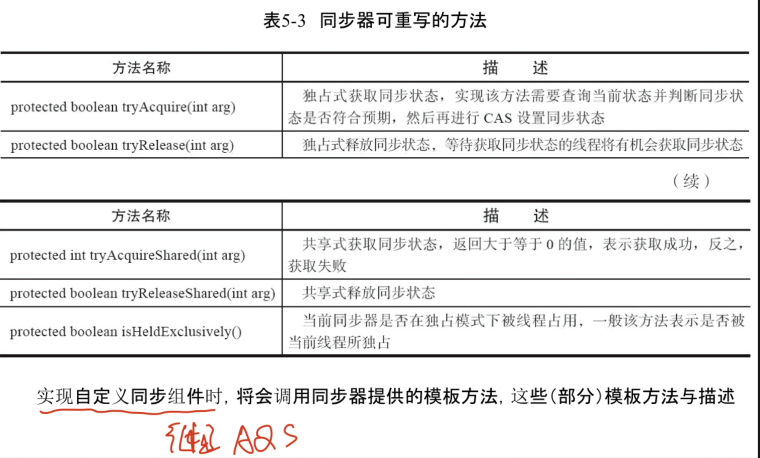 表5-3 同步器可重写的方法
方法名称 描 述
protected boolean tryAcquire(int arg) 独占式获取同步状态，实现该方法需要查询当前状态并判断同步状
态是否符合预期，然后再进行 CAS 设置同步状态
protected boolean tryRelease(int arg) 独占式释放同步状态，等待获取同步状态的线程将有机会获取同步状态
（续）
方法名称 描 述
protected int tryAcquireShared(int arg) 共享式获取同步状态，返回大于等于 0 的值，表示获取成功，反之，
获取失败
protected boolean tryReleaseShared(int arg) 共享式释放同步状态
protected boolean isHeldExclusively() 当前同步器是否在独占模式下被线程占用，一般该方法表示是否被
当前线程所独占
实现自定义同步组件时，将会调用同步器提供的模板方法，这些（部分）模板方法与描述
AQS